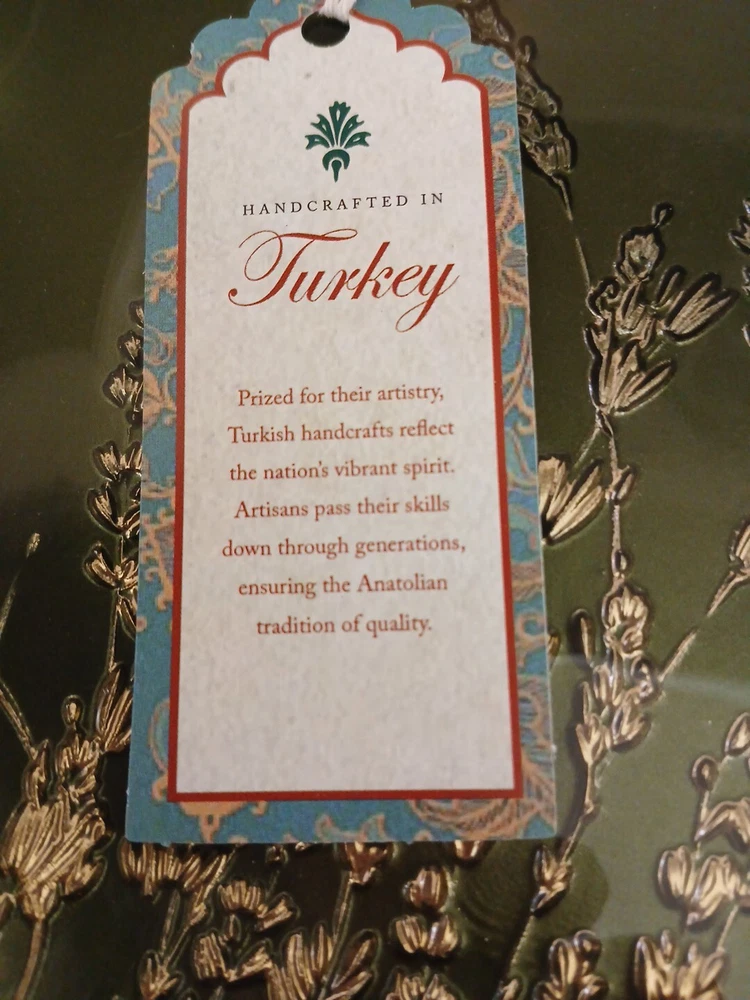 HANDCRAFTED IN
Turkey
Prized for their artistry,
Turkish handcrafts reflect
the nation's vibrant spirit.
Artisans pass their skills
down through generations,
ensuring the Anatolian
tradition of quality.